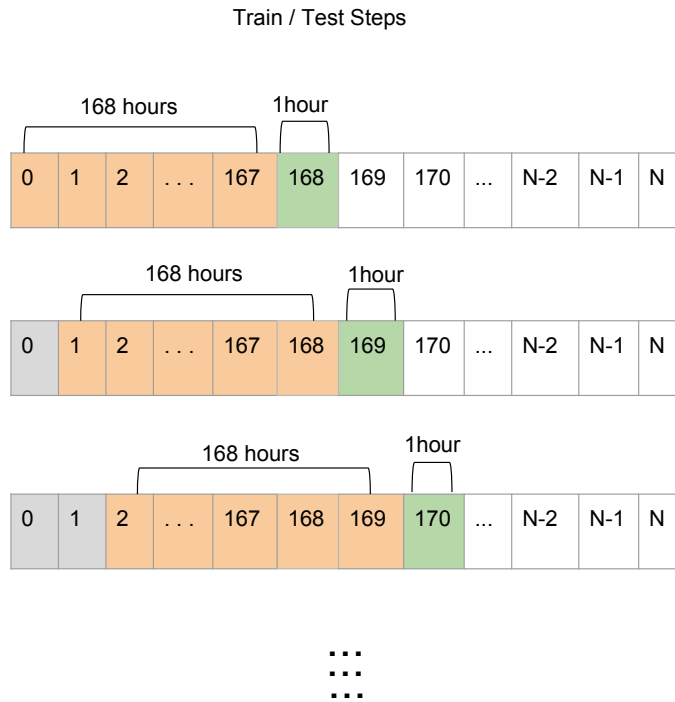 Train / Test Steps
168 hours 1hour
0 1 2 . . . 167 168 169 170 ... N-2 N-1 N
168 hours 1hour
0 1 2 . . . 167 168 169 170 ... N-2 N-1 N
168 hours 1hour
0 1 2 . . . 167 168 169 170 ... N-2 N-1 N
...
...
...